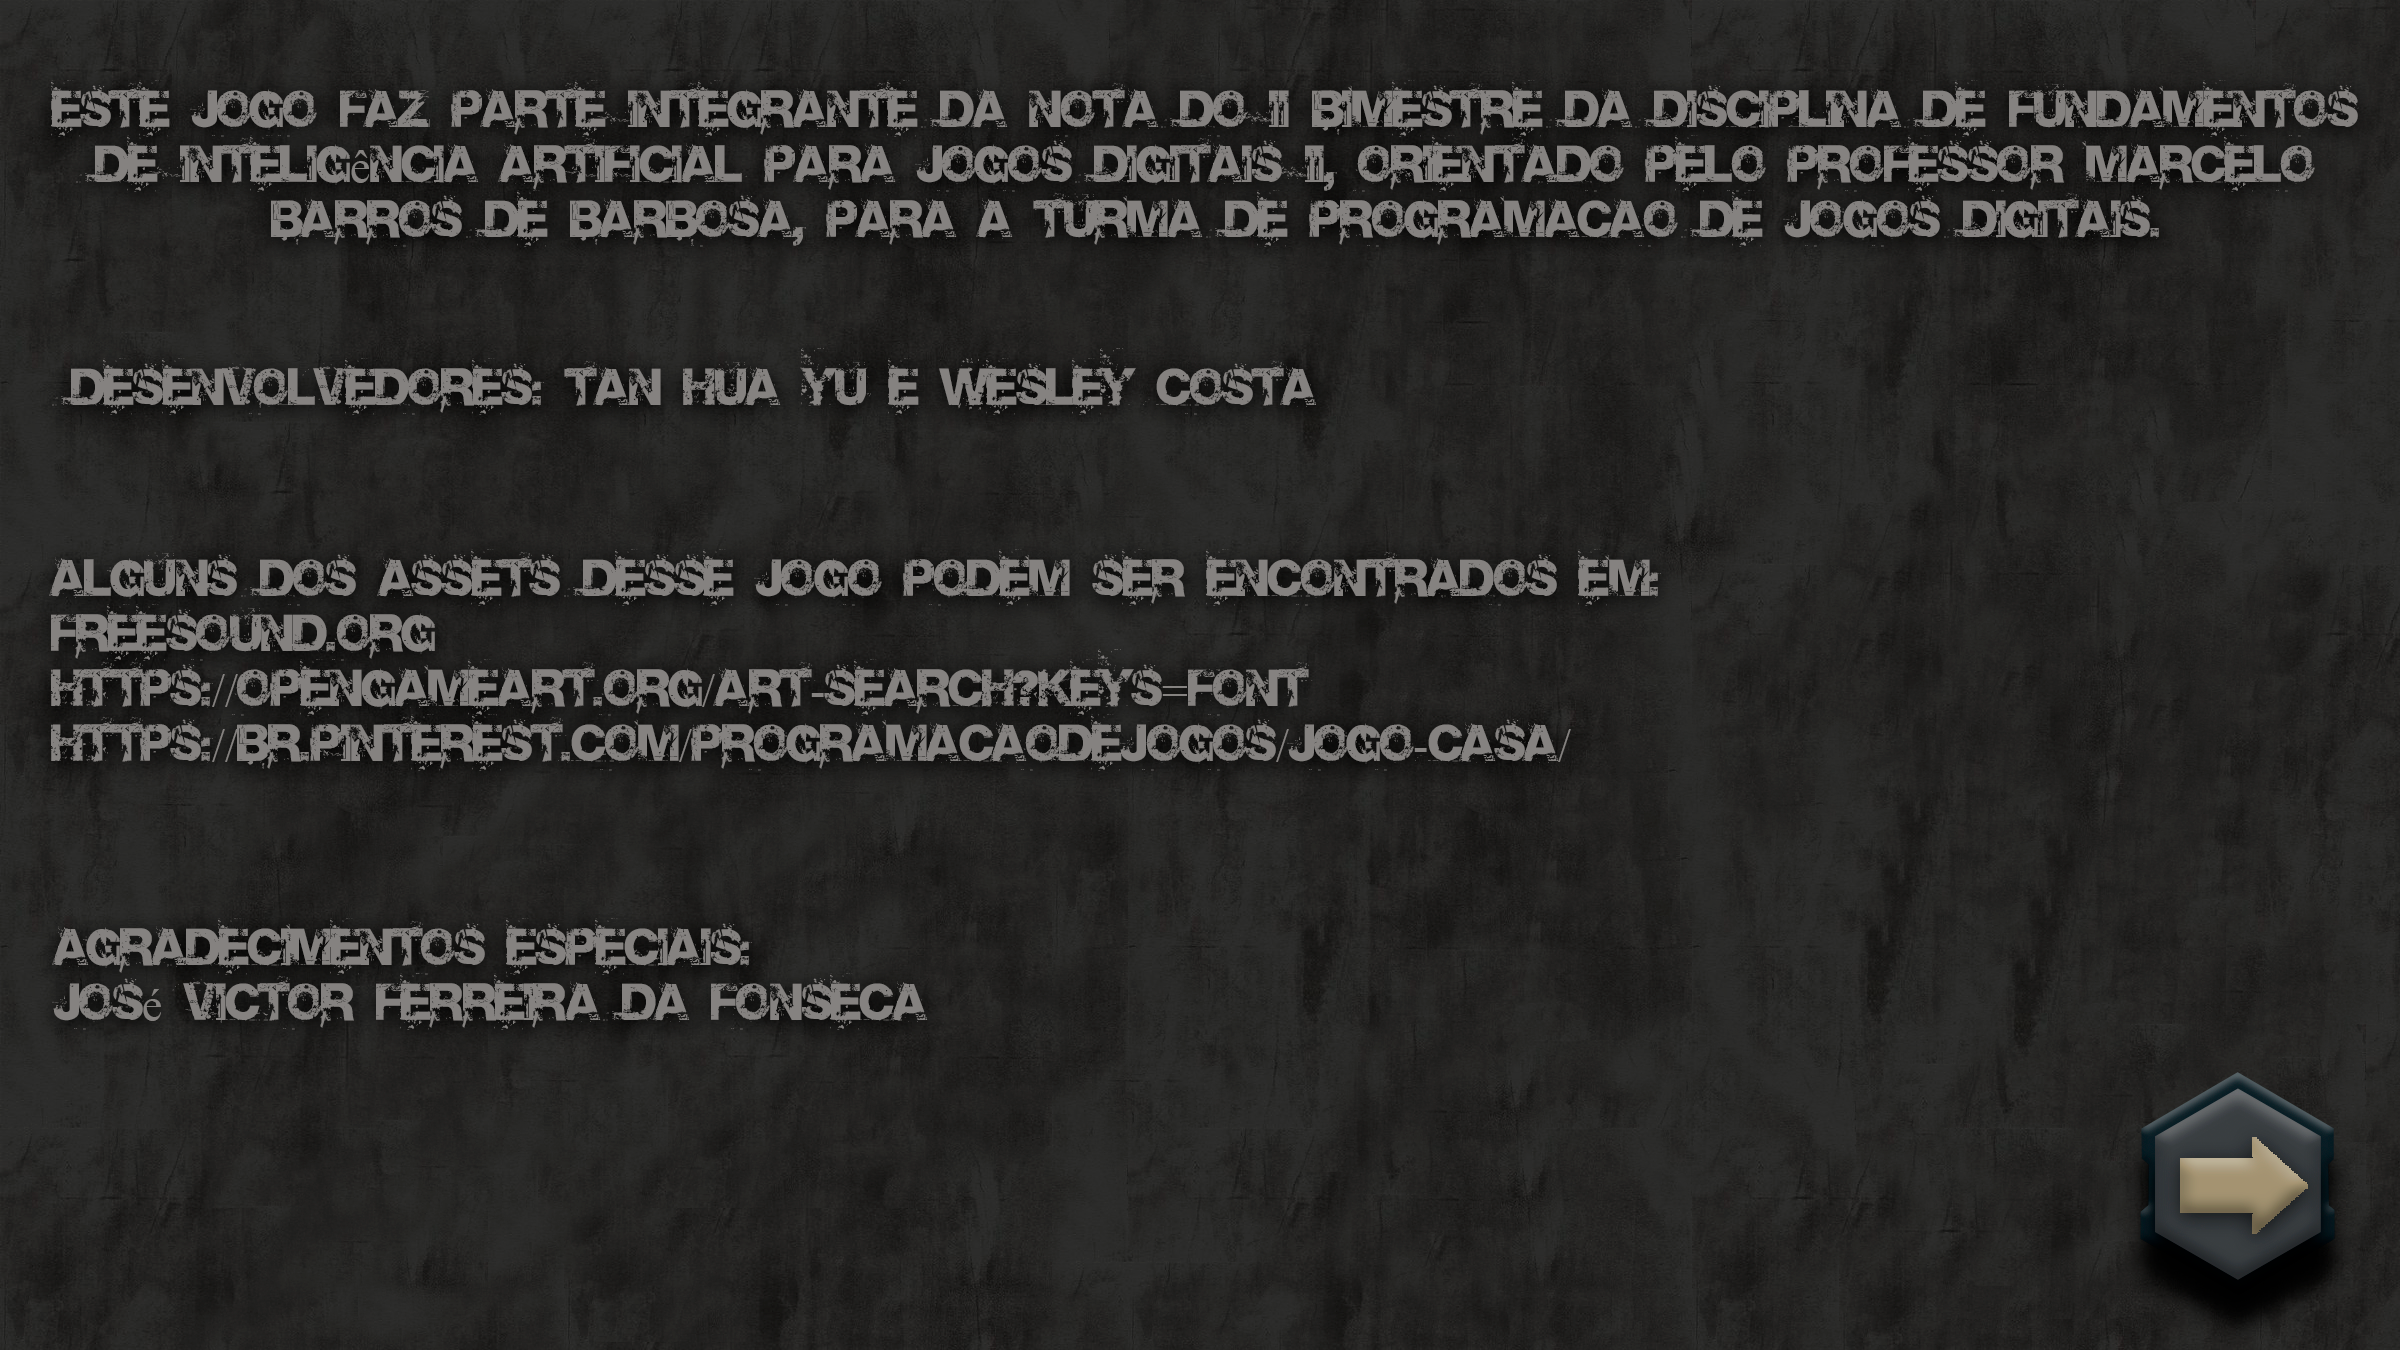 ESTE JOGO FAZ PARTE INTEGRANTE DA NOTA DO II BIMESTRE DA DISCIPLINA DE FUNDAMENTOS
DE INTELIGêNCIA ARTIFICIAL PARA JOGOS DIGITAIS II, ORIENTADO PELO PROFESSOR MARCELO
BARROS DE BARBOSA, PARA A TURMA DE PROGRAMACAO DE JOGOS DIGITAIS.
DESENVOLVEDORES: TAN HUA YU E WESLEY COSTA
ALGUNS DOS ASSETS DESSE JOGO PODEM SER ENCONTRADOS EM:
FREESOUND.ORG
HTTPS://OPENGAMEART.ORG/ART-SEARCH?KEYS=FONT
HTTPS://BR.PINTEREST.COM/PROGRAMACAODEJOGOS/JOGO-CASA/
AGRADECIMENTOS ESPECIAIS:
JOSé VICTOR FERREIRA DA FONSECA